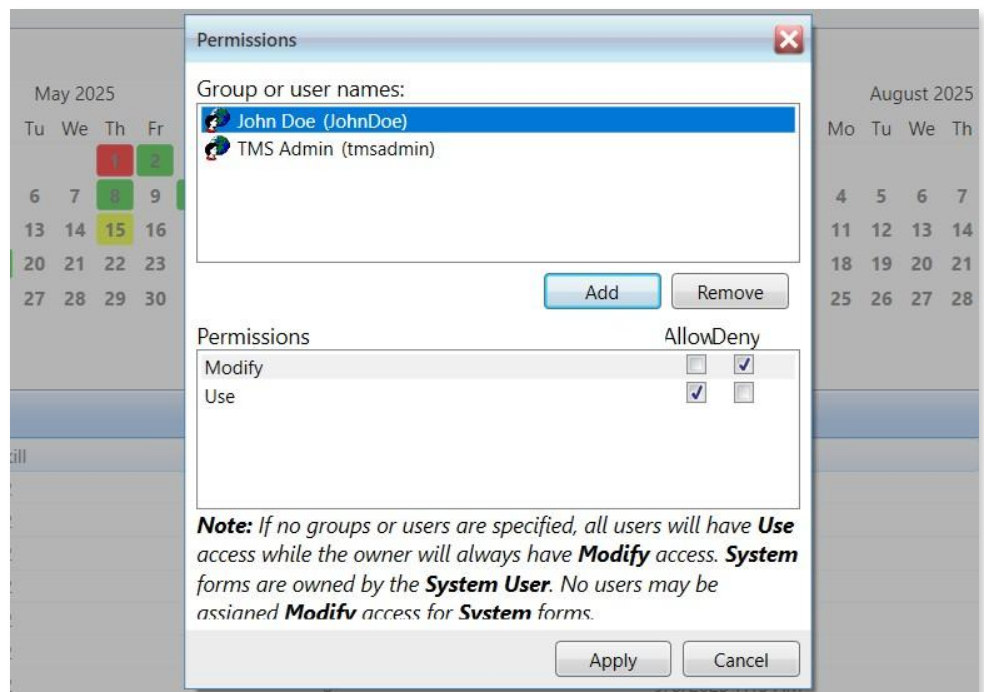 Permissions
May 2025
Tu We Th Fr
1 2
6 7 8 9
13 14 15 16
20 21 22 23
27 28 29 30
Group or user names:
John Doe (JohnDoe)
TMS Admin (tmsadmin)
Add Remove
Permissions Allow Deny
Modify
Use
Note: If no groups or users are specified, all users will have Use
access while the owner will always have Modify access. System
forms are owned by the System User. No users may be
assigned Modify access for System forms.
Apply Cancel
August 2025
Mo Tu We Th
4 5 6 7
11 12 13 14
18 19 20 21
25 26 27 28